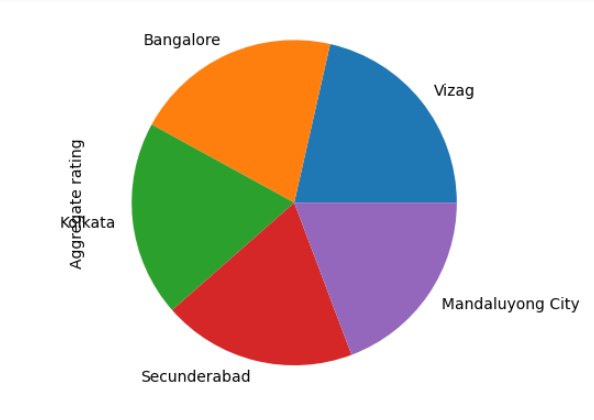 Bangalore
Vizag
Aggregate rating
Kolkata
Mandaluyong City
Secunderabad